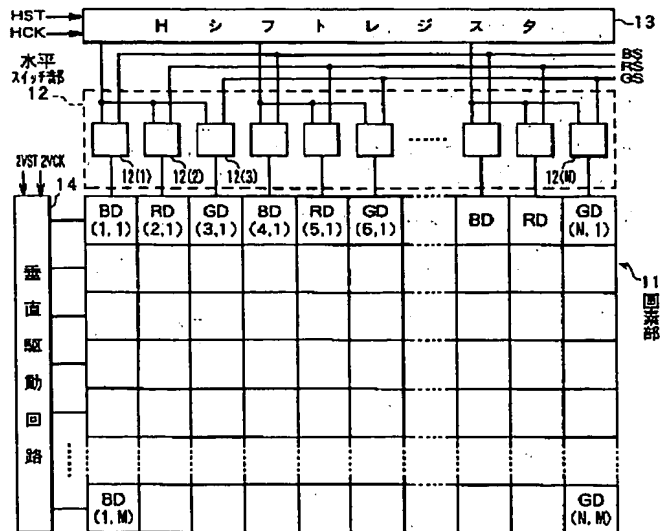 HST
Hシフトレジスタ
13
HCK
水平
スイッチ部
BS
RS
GS
12
12(1)
12(2)
12(3)
12(N)
2VST 2VCK
14
BD
(1,1)
RD
(2,1)
GD
(3,1)
BD
(4,1)
RD
(5,1)
GD
(6,1)
BD
RD
GD
(N,1)
11
画素部
垂直駆動回路
BD
(1,M)
GD
(N,M)